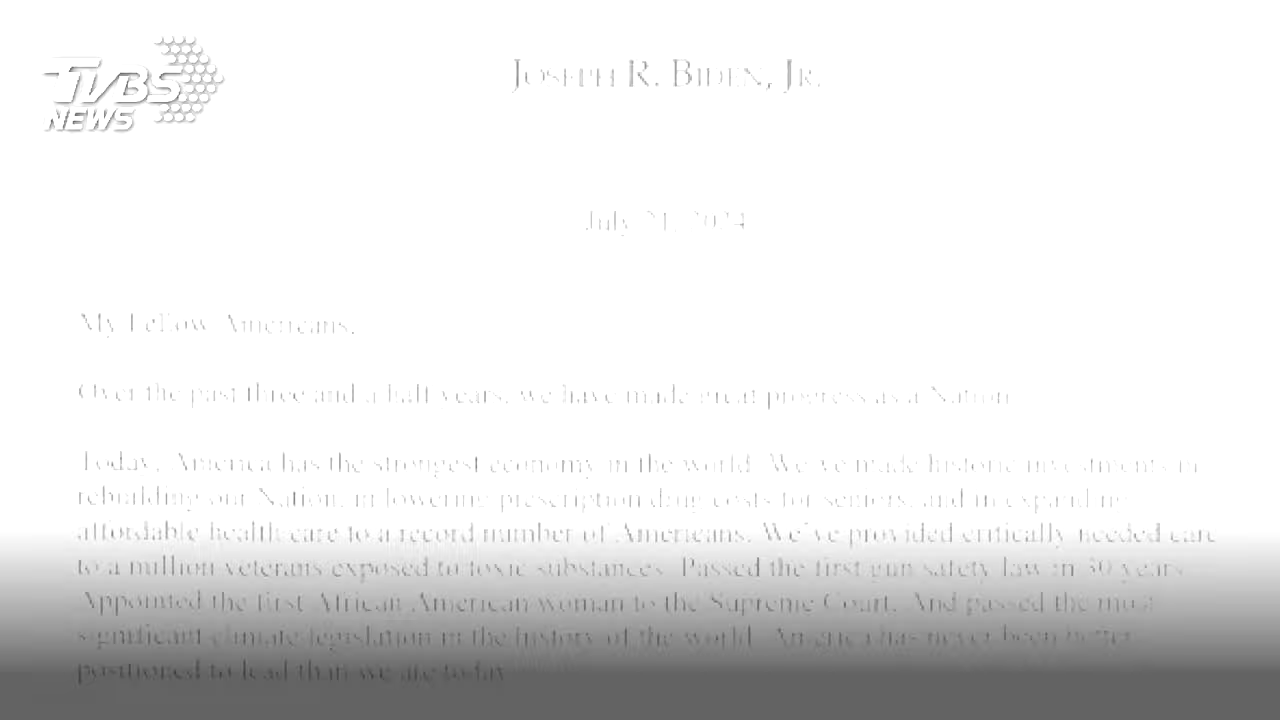 TVBS
NEWS
JOSEPH R. BIDEN, JR.
July 21, 2024
My Fellow Americans,
Over the past three and a half years, we have made great progress as a Nation.
Today, America has the strongest economy in the world. We've made historic investments in
rebuilding our Nation, in lowering prescription drug costs for seniors, and in expanding
affordable health care to a record number of Americans. We've provided critically needed care
to a million veterans exposed to toxic substances. Passed the first gun safety law in 30 years.
Appointed the first African American woman to the Supreme Court. And passed the most
significant climate legislation in the history of the world. America has never been better
positioned to lead than we are today.